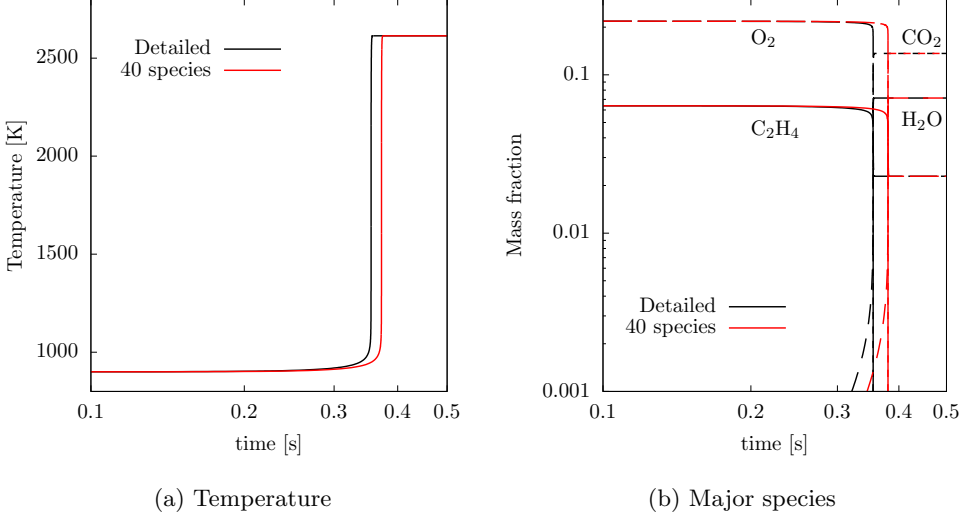 Temperature [K]
2500
2000
1500
1000
0.1
0.2
0.3
0.4
0.5
time [s]
Detailed
40 species
(a) Temperature
Mass fraction
0.1
0.01
0.001
0.1
0.2
0.3
0.4
0.5
time [s]
O₂
CO₂
C₂H₄
H₂O
Detailed
40 species
(b) Major species